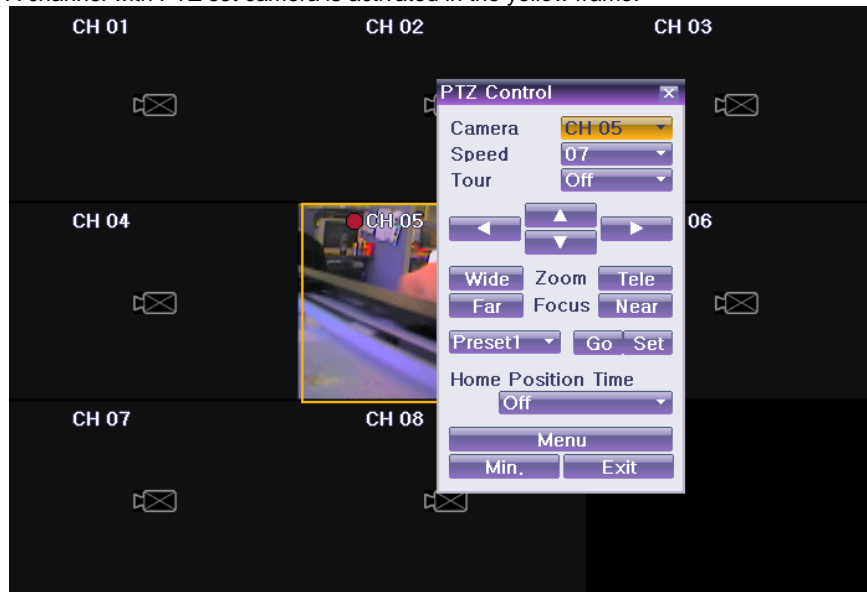 A channel with PTZ set camera is activated in the yellow frame.
CH 01
CH 02
CH 03
PTZ Control
Camera CH 05
Speed 07
Tour Off
CH 04
CH 05
06
Wide Zoom Tele
Far Focus Near
Preset1 Go Set
Home Position Time
Off
CH 07
CH 08
Menu
Min. Exit